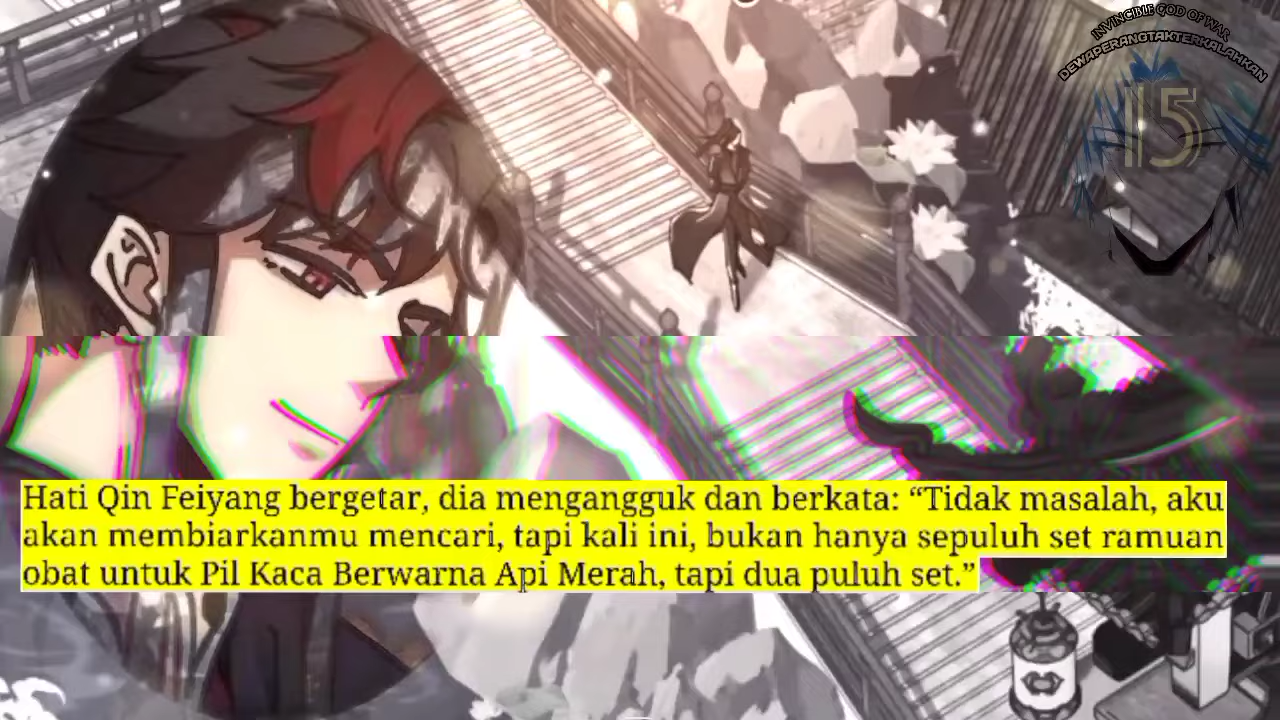 INVINCIBLE GOD OF WAR
DEWAPERANGTAKTERKALAHKAN
15
Hati Qin Feiyang bergetar, dia mengangguk dan berkata: “Tidak masalah, aku
akan membiarkanmu mencari, tapi kali ini, bukan hanya sepuluh set ramuan
obat untuk Pil Kaca Berwarna Api Merah, tapi dua puluh set.”